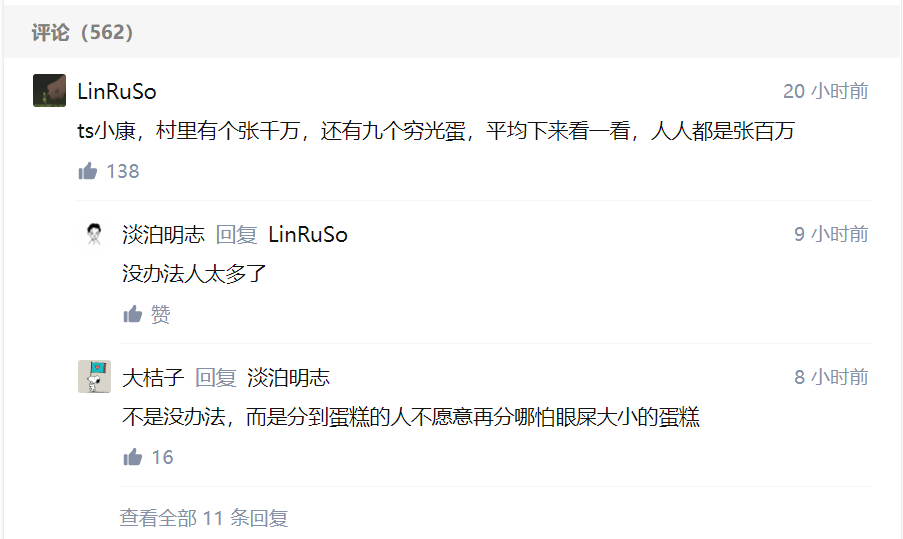 评论（562）
LinRuSo
20 小时前
ts小康，村里有个张千万，还有九个穷光蛋，平均下来看一看，人人都是张百万
138
淡泊明志 回复 LinRuSo
9 小时前
没办法人太多了
赞
大桔子 回复 淡泊明志
8 小时前
不是没办法，而是分到蛋糕的人不愿意再分哪怕眼屎大小的蛋糕
16
查看全部 11 条回复